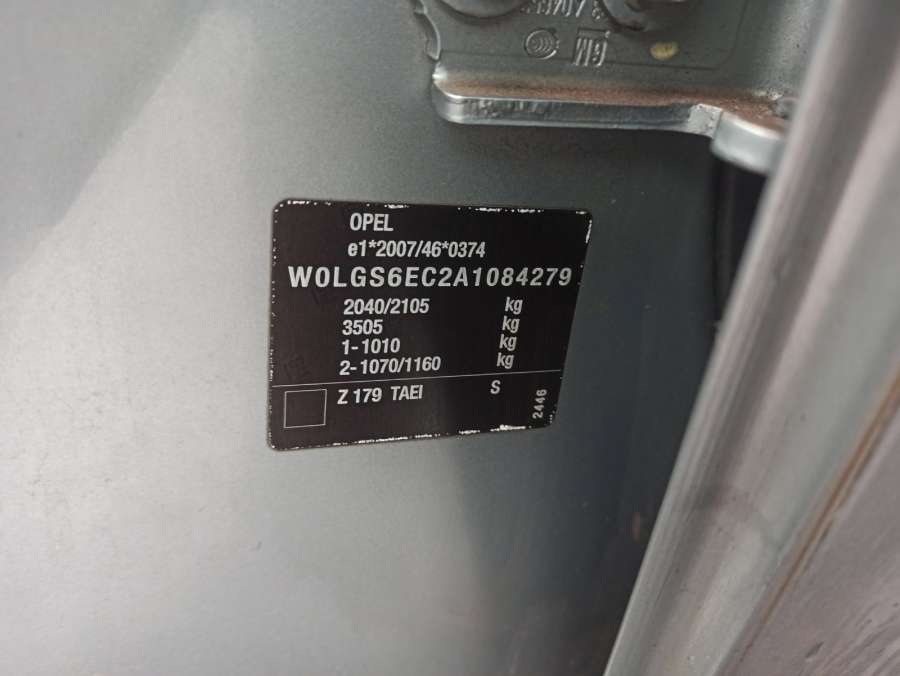 GM
OPEL
e1*2007/46*0374
W0LGS6EC2A1084279
2040/2105 kg
3505 kg
1-1010 kg
2-1070/1160 kg
Z 179 TAEI S
2446